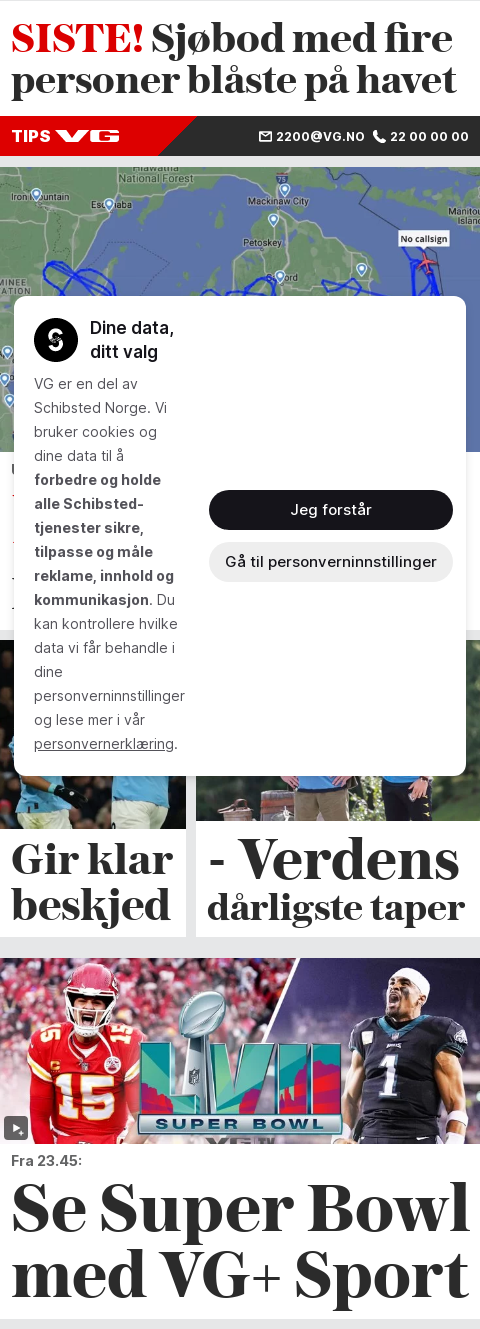 SISTE! Sjøbod med fire
personer blåste på havet
TIPS VG
2200@VG.NO 22 00 00 00
Hiawatha
National Forest
75
Iron Mountain
Escanaba
Mackinaw City
Manitou
Island
Petoskey
No callsign
Dine data,
ditt valg
VG er en del av
Schibsted Norge. Vi
bruker cookies og
dine data til å
forbedre og holde
alle Schibsted-
tjenester sikre,
tilpasse og måle
reklame, innhold og
kommunikasjon. Du
kan kontrollere hvilke
data vi får behandle i
dine
personverninnstillinger
og lese mer i vår
personvernerklæring.
Jeg forstår
Gå til personverninnstillinger
Gir klar
beskjed
- Verdens
dårligste taper
15
15
1
NFL
LVII
SUPER BOWL
Fra 23.45:
Se Super Bowl
med VG+ Sport